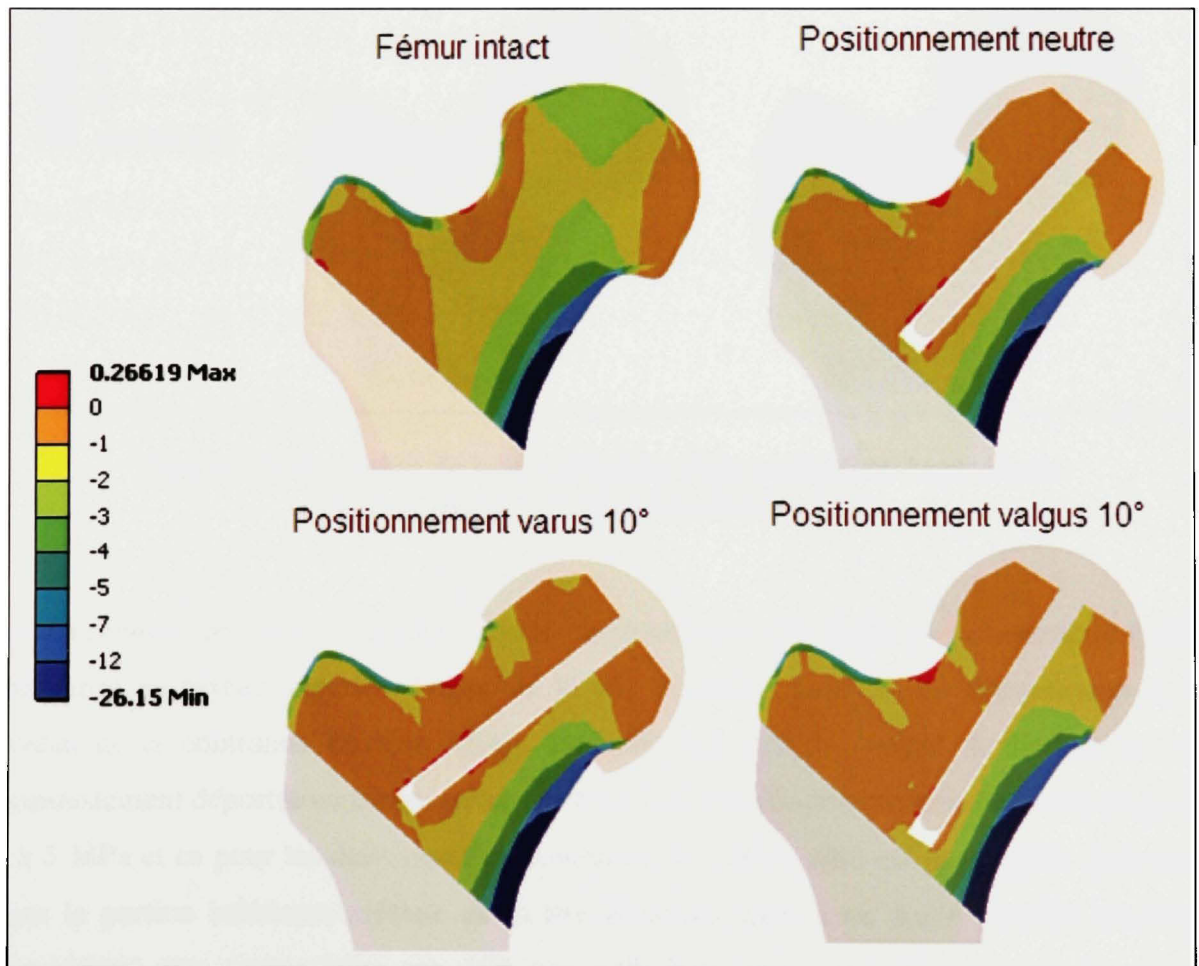 Fémur intact
Positionnement neutre
0.26619 Max
0
-1
-2
-3
-4
-5
-7
-12
-26.15 Min
Positionnement varus 10°
Positionnement valgus 10°